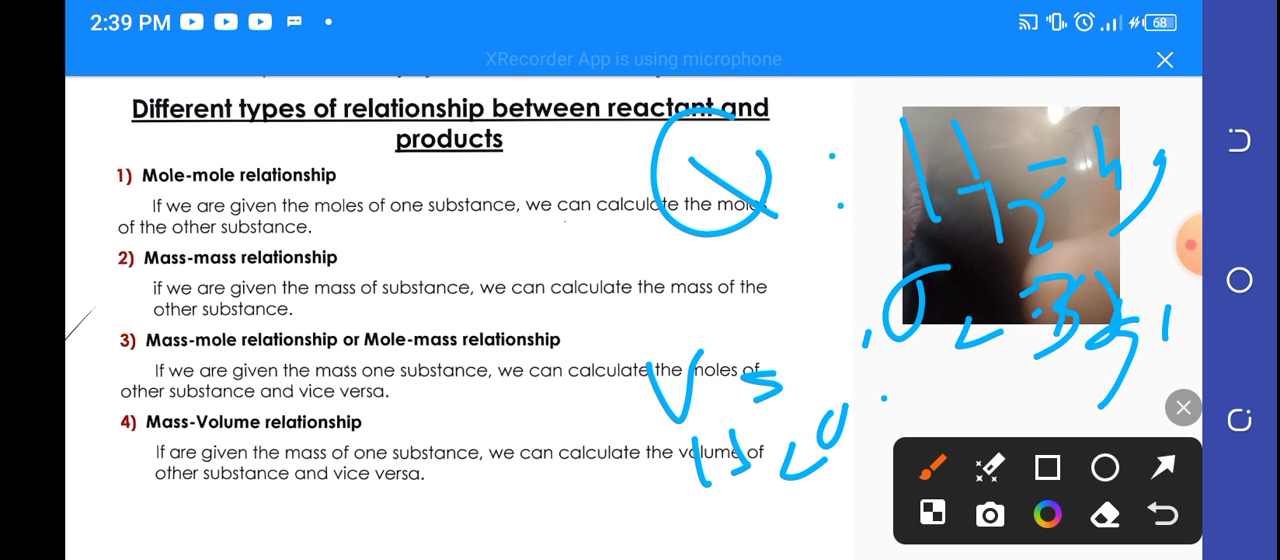 2:39 PM
68
XRecorder App is using microphone
Different types of relationship between reactant and
products
1) Mole-mole relationship
If we are given the moles of one substance, we can calculate the moles
of the other substance.
2) Mass-mass relationship
if we are given the mass of substance, we can calculate the mass of the
other substance.
3) Mass-mole relationship or Mole-mass relationship
If we are given the mass one substance, we can calculate the moles of
other substance and vice versa.
4) Mass-Volume relationship
If are given the mass of one substance, we can calculate the volume of
other substance and vice versa.